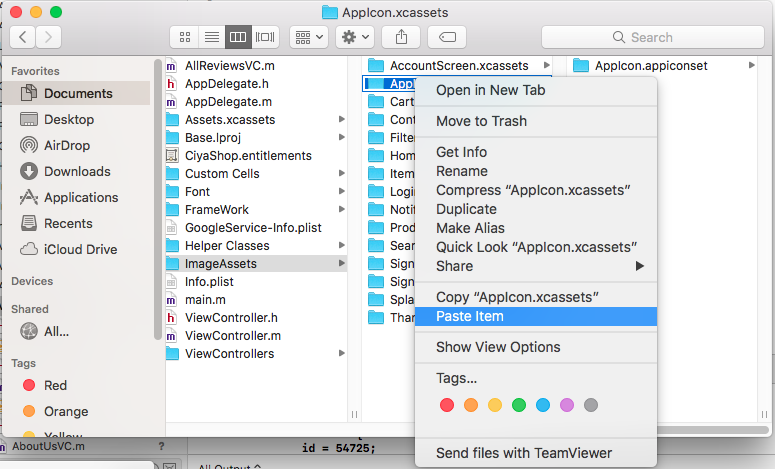 AppIcon.xcassets
Search
Favorites
Documents
Desktop
AirDrop
Downloads
Applications
Recents
iCloud Drive
Devices
Shared
All...
Tags
Red
Orange
Yellow
AllReviewsVC.m
AppDelegate.h
AppDelegate.m
Assets.xcassets
Base.lproj
CiyaShop.entitlements
Custom Cells
Font
FrameWork
GoogleService-Info.plist
Helper Classes
ImageAssets
Info.plist
main.m
ViewController.h
ViewController.m
ViewControllers
AccountScreen.xcassets
App
Cart
Cont
Filter
Hom
Item
Login
Notif
Prod
Sear
Sign
Sign
Spla
Than
AppIcon.appiconset
Open in New Tab
Move to Trash
Get Info
Rename
Compress “AppIcon.xcassets”
Duplicate
Make Alias
Quick Look “AppIcon.xcassets”
Share
Copy “AppIcon.xcassets”
Paste Item
Show View Options
Tags...
Send files with TeamViewer
AboutUsVC.m ?
id = 54725;
All Output